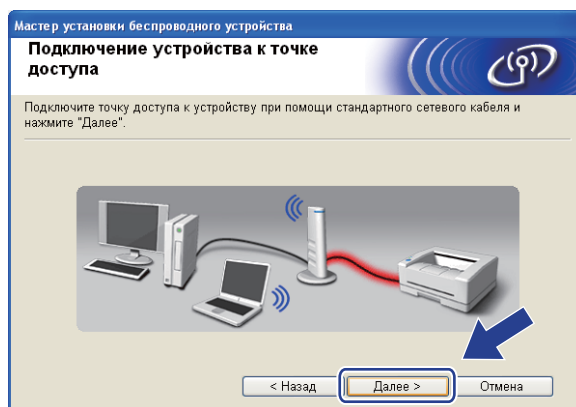 Мастер установки беспроводного устройства
Подключение устройства к точке
доступа
Подключите точку доступа к устройству при помощи стандартного сетевого кабеля и
нажмите "Далее".
< Назад
Далее >
Отмена